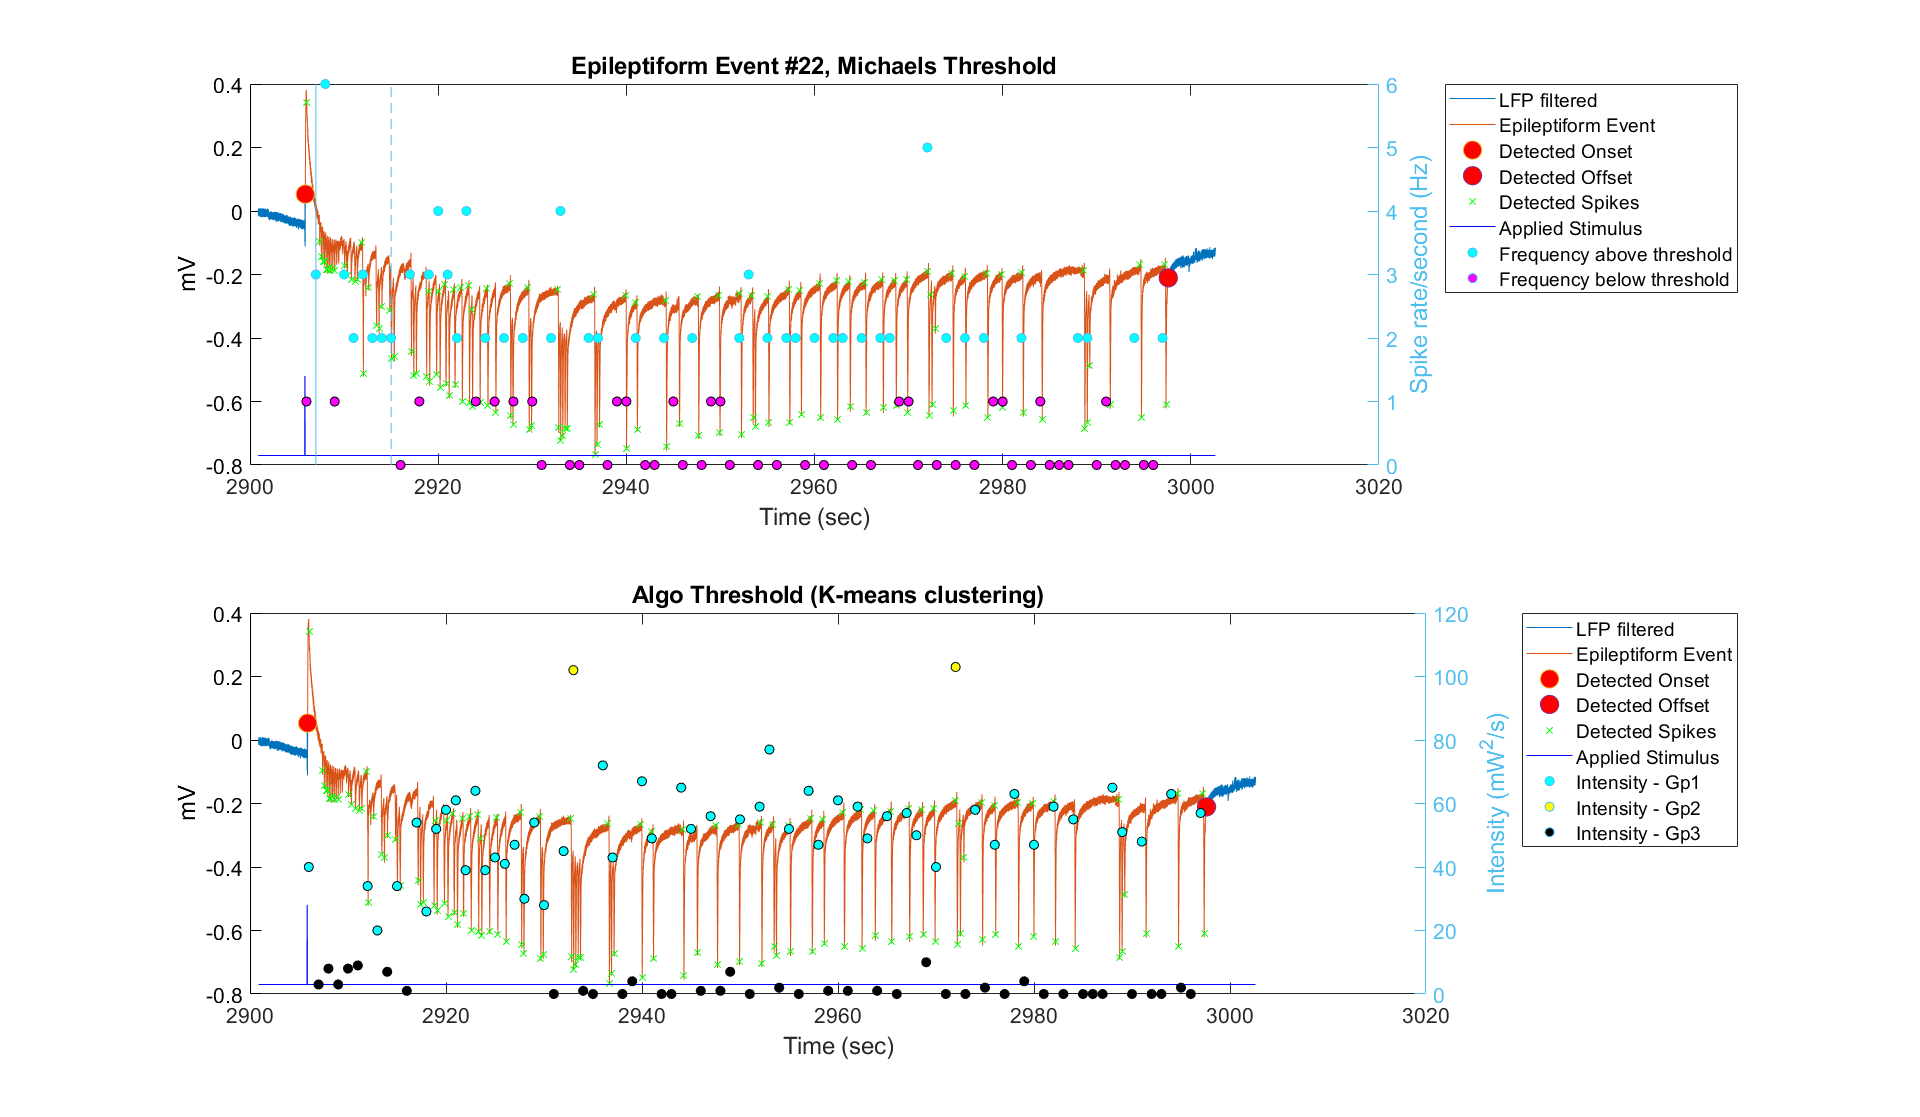 Epileptiform Event #22, Michaels Threshold
0.4
0.2
0
-0.2
-0.4
-0.6
-0.8
mV
2900
2920
2940
2960
2980
3000
3020
Time (sec)
6
5
4
3
2
1
0
Spike rate/second (Hz)
LFP filtered
Epileptiform Event
Detected Onset
Detected Offset
Detected Spikes
Applied Stimulus
Frequency above threshold
Frequency below threshold
Algo Threshold (K-means clustering)
0.4
0.2
0
-0.2
-0.4
-0.6
-0.8
mV
2900
2920
2940
2960
2980
3000
3020
Time (sec)
120
100
80
60
40
20
0
Intensity (mW²/s)
LFP filtered
Epileptiform Event
Detected Onset
Detected Offset
Detected Spikes
Applied Stimulus
Intensity - Gp1
Intensity - Gp2
Intensity - Gp3